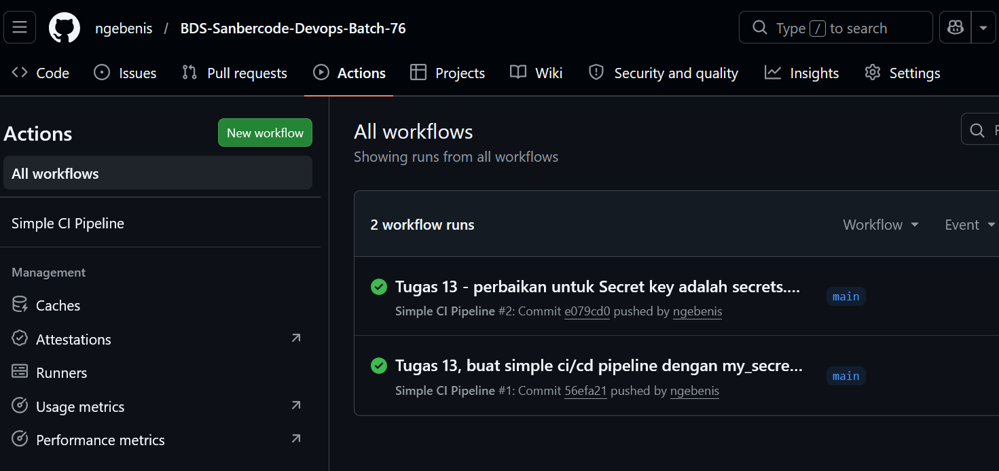 ngebenis / BDS-Sanbercode-Devops-Batch-76
Type / to search
Code Issues Pull requests Actions Projects Wiki Security and quality Insights Settings
Actions
New workflow
All workflows
Simple CI Pipeline
Management
Caches
Attestations
Runners
Usage metrics
Performance metrics
All workflows
Showing runs from all workflows
2 workflow runs
Workflow Event
Tugas 13 - perbaikan untuk Secret key adalah secrets....
main
Simple CI Pipeline #2: Commit e079cd0 pushed by ngebenis
Tugas 13, buat simple ci/cd pipeline dengan my_secre...
main
Simple CI Pipeline #1: Commit 56efa21 pushed by ngebenis